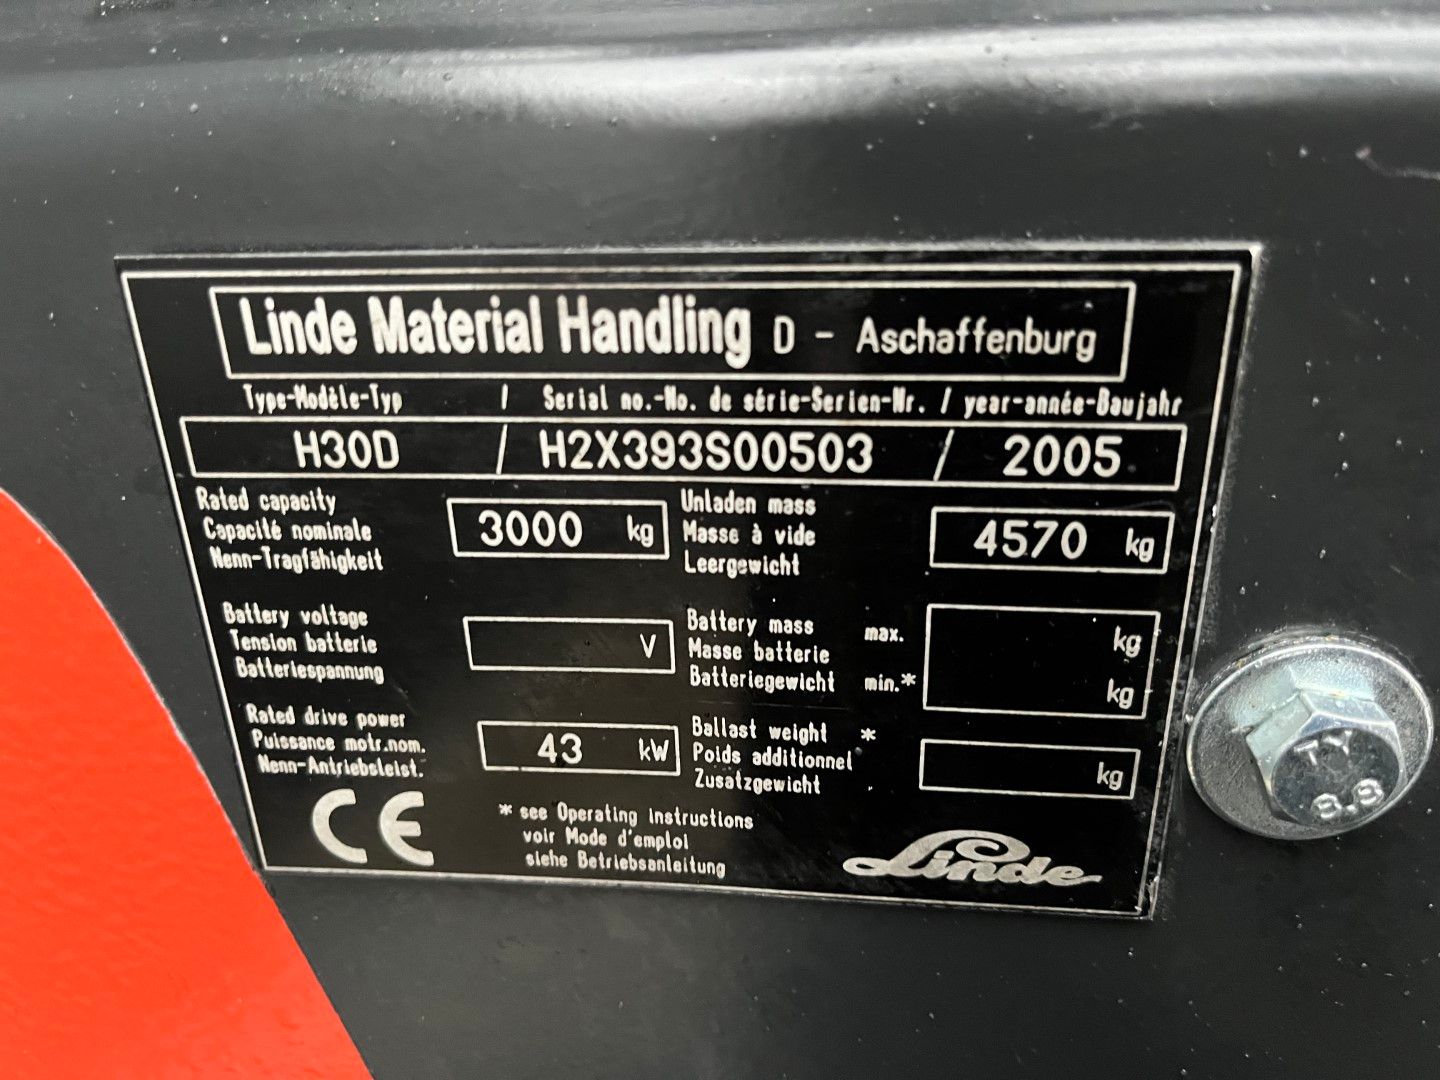 Linde Material Handling D - Aschaffenburg
Type-Modèle-Typ / Serial no.-No. de série-Serien-Nr. / year-année-Baujahr
H30D / H2X393S00503 / 2005
Rated capacity
Capacité nominale
Nenn-Tragfähigkeit
3000 kg
Unladen mass
Masse à vide
Leergewicht
4570 kg
Battery voltage
Tension batterie
Batteriespannung
V
Battery mass max. kg
Masse batterie
Batteriegewicht min.* kg
Rated drive power
Puissance motr.nom.
Nenn-Antriebsleist.
43 kW
Ballast weight *
Poids additionnel
Zusatzgewicht
kg
CE
* see Operating instructions
voir Mode d'emploi
siehe Betriebsanleitung
Linde
TY
8.8